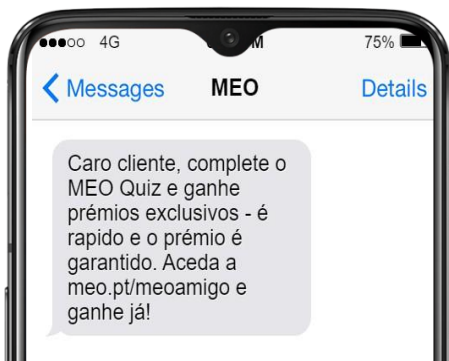 4G
75%
Messages MEO Details
Caro cliente, complete o
MEO Quiz e ganhe
prémios exclusivos - é
rapido e o prémio é
garantido. Aceda a
meo.pt/meoamigo e
ganhe já!